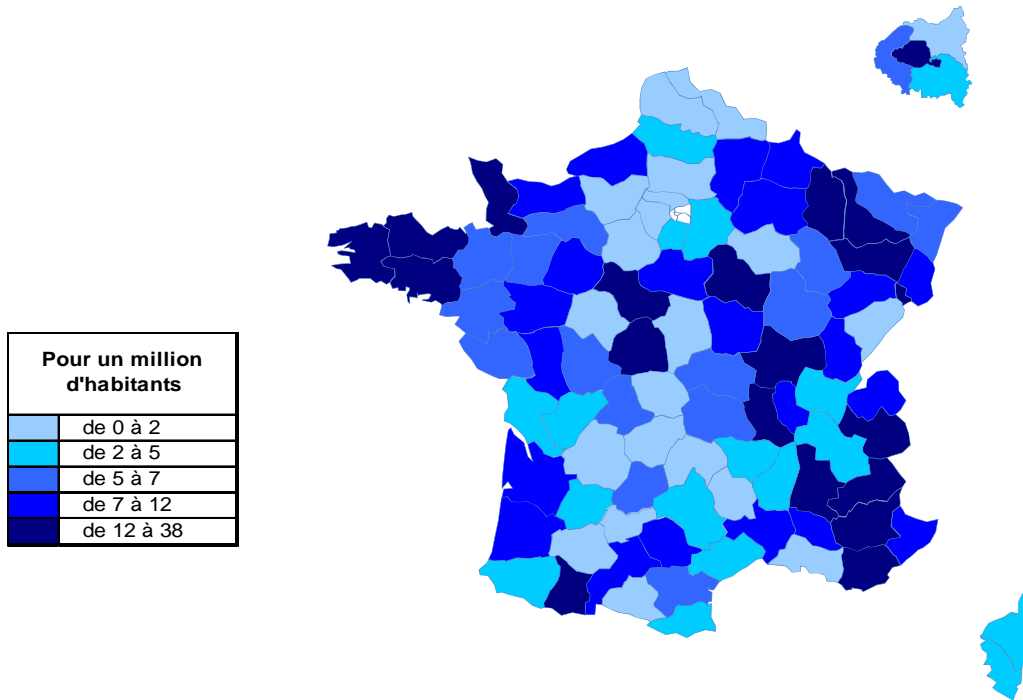 Pour un million
d'habitants
de 0 à 2
de 2 à 5
de 5 à 7
de 7 à 12
de 12 à 38